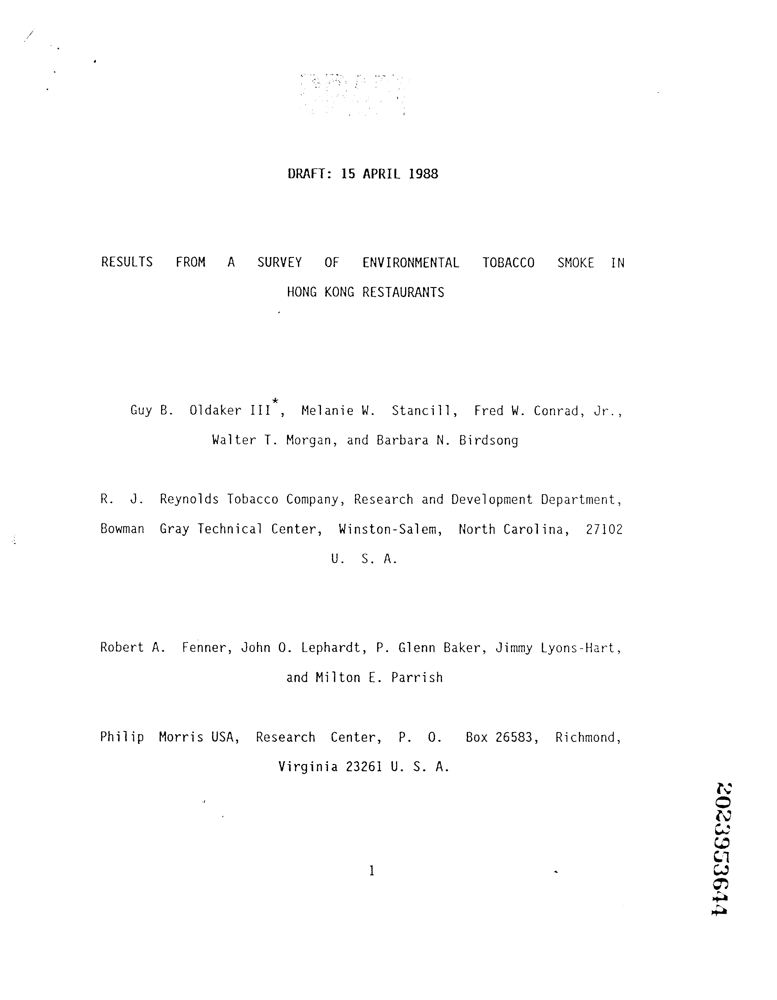 DRAFT: 15 APRIL 1988
RESULTS FROM A SURVEY OF ENVIRONMENTAL TOBACCO SMOKE IN
HONG KONG RESTAURANTS
Guy B. Oldaker III*, Melanie W. Stancill, Fred W. Conrad, Jr.,
Walter T. Morgan, and Barbara N. Birdsong
R. J. Reynolds Tobacco Company, Research and Development Department,
Bowman Gray Technical Center, Winston-Salem, North Carolina, 27102
U. S. A.
Robert A. Fenner, John O. Lephardt, P. Glenn Baker, Jimmy Lyons-Hart,
and Milton E. Parrish
Philip Morris USA, Research Center, P. O. Box 26583, Richmond,
Virginia 23261 U. S. A.
1
2023953644